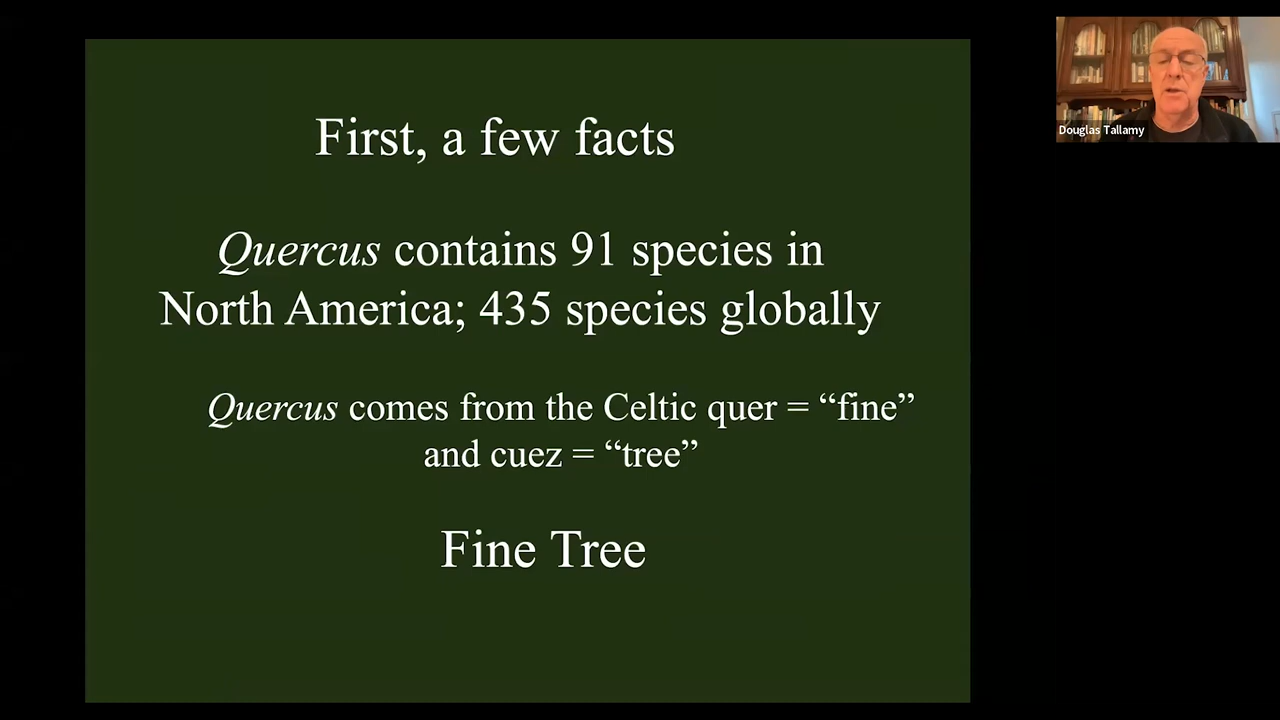 First, a few facts
Quercus contains 91 species in
North America; 435 species globally
Quercus comes from the Celtic quer = “fine”
and cuez = “tree”
Fine Tree
Douglas Tallamy